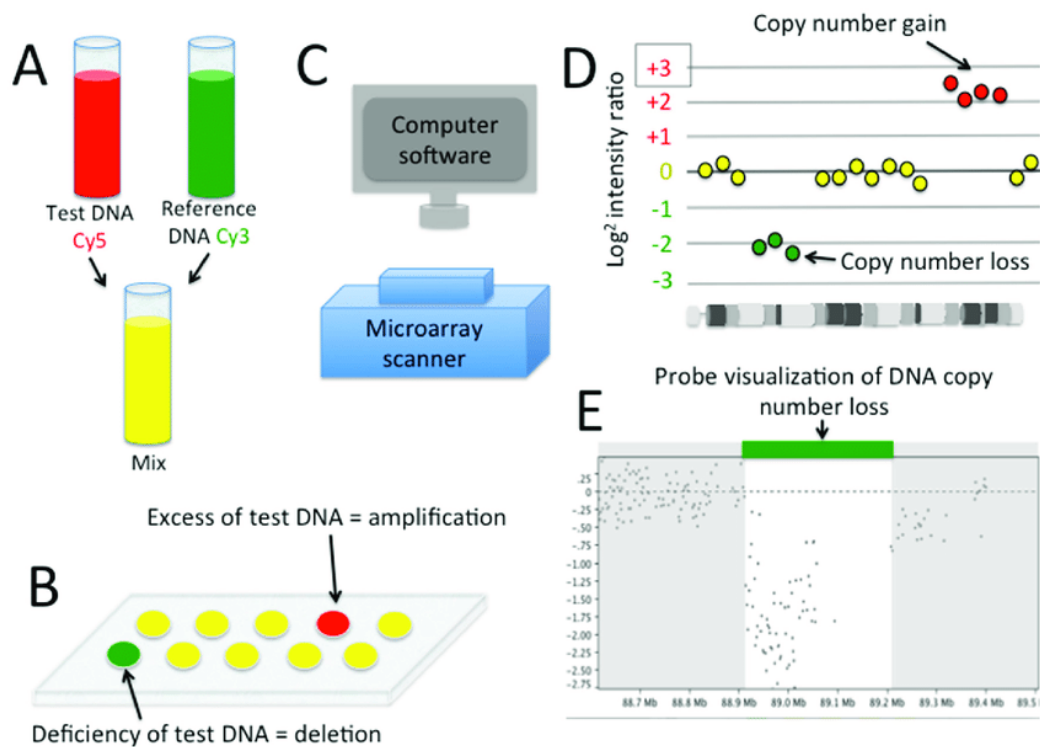 A
Test DNA
Cy5
Reference
DNA Cy3
Mix
B
Excess of test DNA = amplification
Deficiency of test DNA = deletion
C
Computer
software
Microarray
scanner
D
Copy number gain
Log² intensity ratio
+3
+2
+1
0
-1
-2
-3
Copy number loss
E
Probe visualization of DNA copy
number loss
.25
0
-.25
-.50
-.75
-1.00
-1.25
-1.50
-1.75
-2.00
-2.25
-2.50
-2.75
88.7 Mb
88.8 Mb
88.9 Mb
89.0 Mb
89.1 Mb
89.2 Mb
89.3 Mb
89.4 Mb
89.5